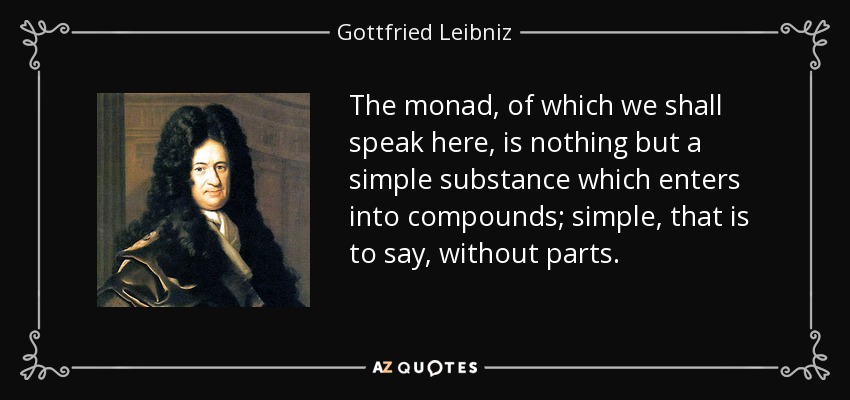 Gottfried Leibniz
The monad, of which we shall
speak here, is nothing but a
simple substance which enters
into compounds; simple, that is
to say, without parts.
AZ QUOTES